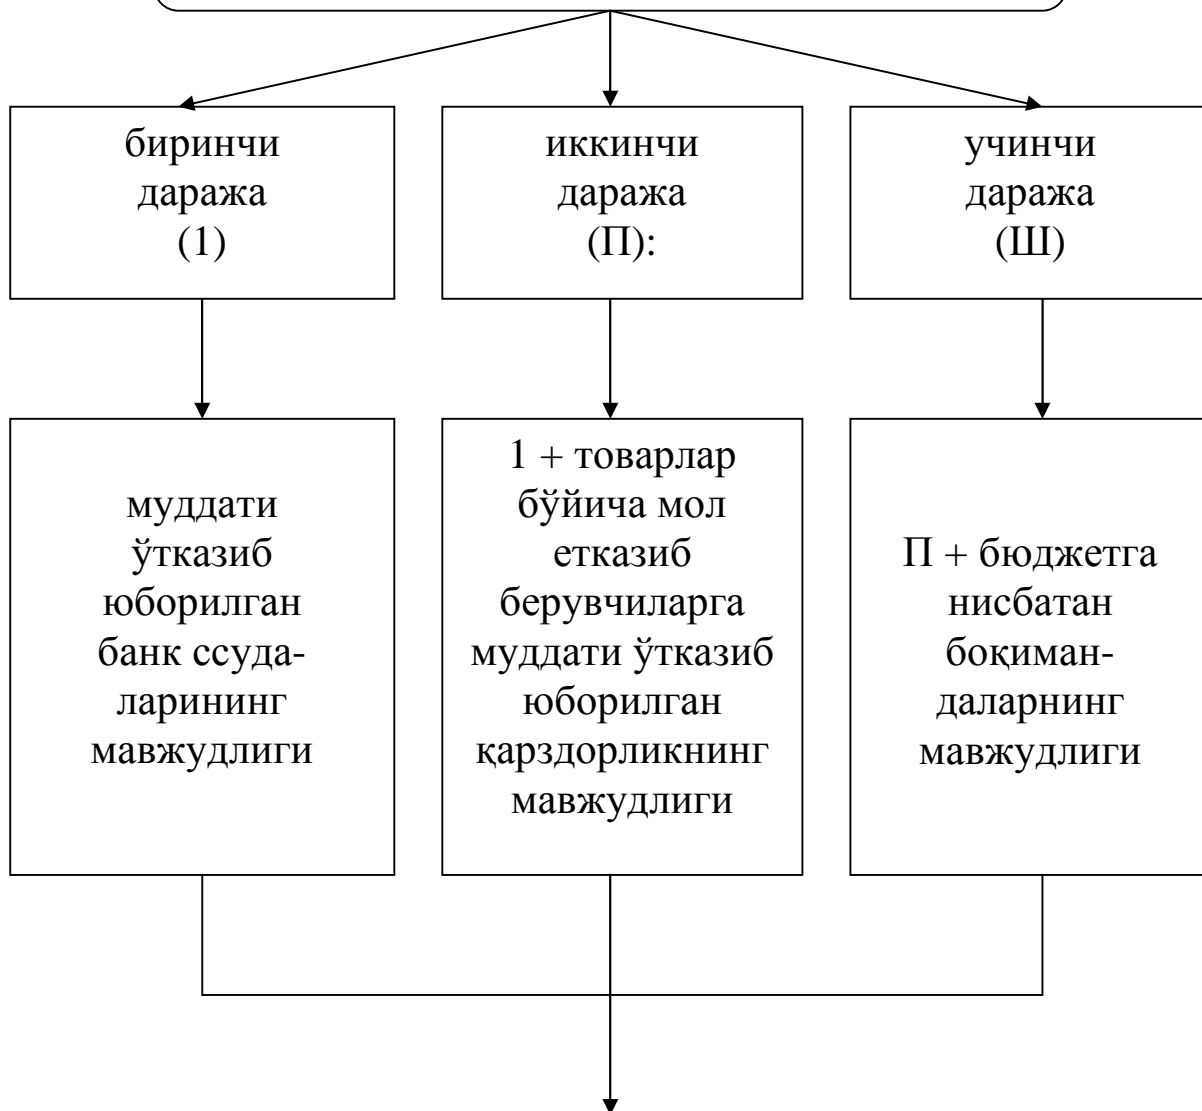 биринчи
даража
(1)
иккинчи
даража
(П):
учинчи
даража
(Ш)
муддати
ўтказиб
юборилган
банк ссуда-
ларининг
мавжудлиги
1 + товарлар
бўйича мол
етказиб
берувчиларга
муддати ўтказиб
юборилган
қарздорликнинг
мавжудлиги
П + бюджетга
нисбатан
боқиман-
даларнинг
мавжудлиги